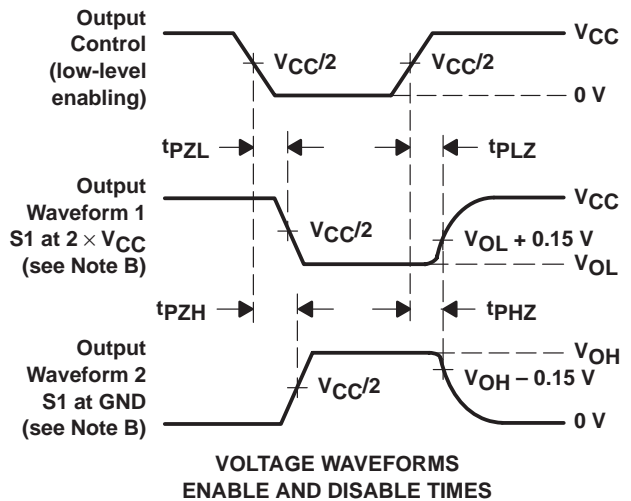 Output
Control
(low-level
enabling)
VCC/2
VCC/2
VCC
0 V
tPZL
tPLZ
Output
Waveform 1
S1 at 2 × VCC
(see Note B)
VCC/2
VCC
VOL + 0.15 V
VOL
tPZH
tPHZ
Output
Waveform 2
S1 at GND
(see Note B)
VCC/2
VOH
VOH – 0.15 V
0 V
VOLTAGE WAVEFORMS
ENABLE AND DISABLE TIMES